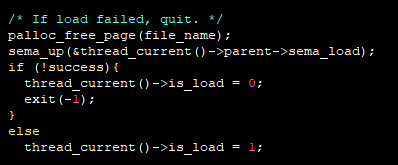 /* If load failed, quit. */
palloc_free_page(file_name);
sema_up(&thread_current()->parent->sema_load);
if (!success){
  thread_current()->is_load = 0;
  exit(-1);
}
else
  thread_current()->is_load = 1;